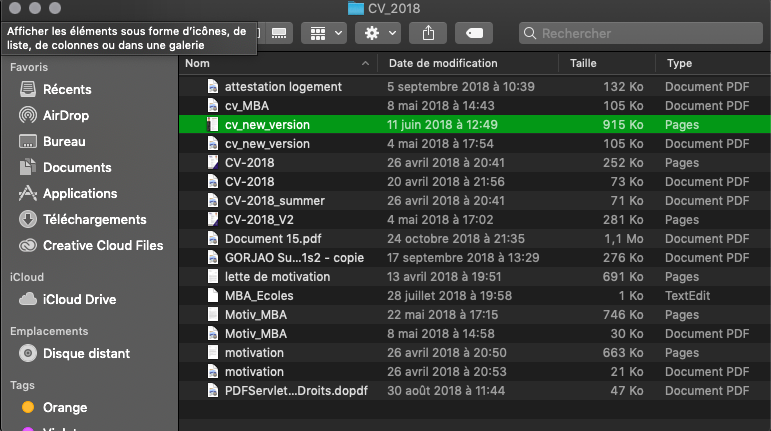 CV_2018
Afficher les éléments sous forme d'icônes, de
liste, de colonnes ou dans une galerie
Rechercher
Favoris
Récents
AirDrop
Bureau
Documents
Applications
Téléchargements
Creative Cloud Files
iCloud
iCloud Drive
Emplacements
Disque distant
Tags
Orange
Nom Date de modification Taille Type
attestation logement 5 septembre 2018 à 10:39 132 Ko Document PDF
cv_MBA 8 mai 2018 à 14:43 105 Ko Document PDF
cv_new_version 11 juin 2018 à 12:49 915 Ko Pages
cv_new_version 4 mai 2018 à 17:54 105 Ko Document PDF
CV-2018 26 avril 2018 à 20:41 252 Ko Pages
CV-2018 20 avril 2018 à 21:56 73 Ko Document PDF
CV-2018_summer 26 avril 2018 à 20:41 71 Ko Document PDF
CV-2018_V2 4 mai 2018 à 17:02 281 Ko Pages
Document 15.pdf 24 octobre 2018 à 21:35 1,1 Mo Document PDF
GORJAO Su...1s2 - copie 17 septembre 2018 à 13:29 276 Ko Document PDF
lette de motivation 13 avril 2018 à 19:51 691 Ko Pages
MBA_Ecoles 28 juillet 2018 à 19:58 1 Ko TextEdit
Motiv_MBA 22 mai 2018 à 17:15 746 Ko Pages
Motiv_MBA 8 mai 2018 à 14:58 30 Ko Document PDF
motivation 26 avril 2018 à 20:50 663 Ko Pages
motivation 26 avril 2018 à 20:53 21 Ko Document PDF
PDFServlet...Droits.dopdf 30 août 2018 à 11:44 47 Ko Document PDF